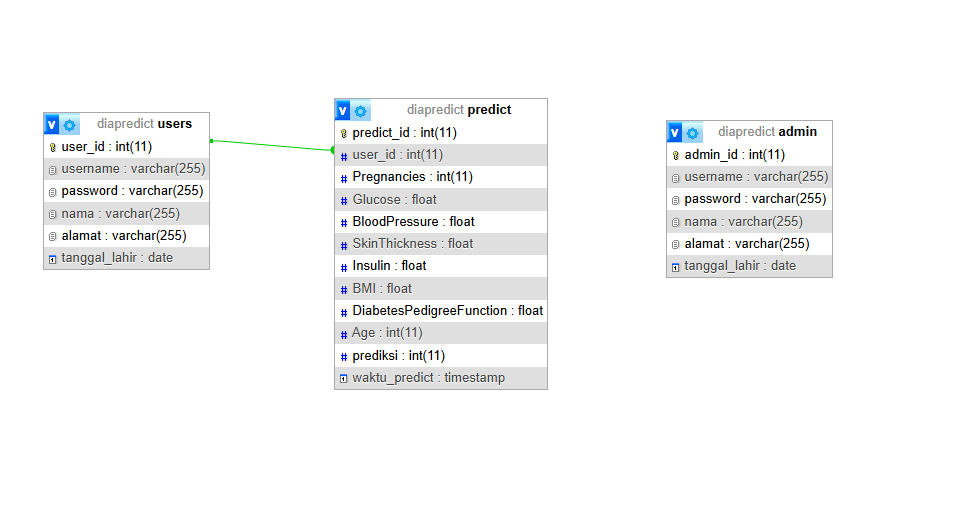 v diapredict users
user_id : int(11)
username : varchar(255)
password : varchar(255)
nama : varchar(255)
alamat : varchar(255)
tanggal_lahir : date
v diapredict predict
predict_id : int(11)
user_id : int(11)
Pregnancies : int(11)
Glucose : float
BloodPressure : float
SkinThickness : float
Insulin : float
BMI : float
DiabetesPedigreeFunction : float
Age : int(11)
prediksi : int(11)
waktu_predict : timestamp
v diapredict admin
admin_id : int(11)
username : varchar(255)
password : varchar(255)
nama : varchar(255)
alamat : varchar(255)
tanggal_lahir : date